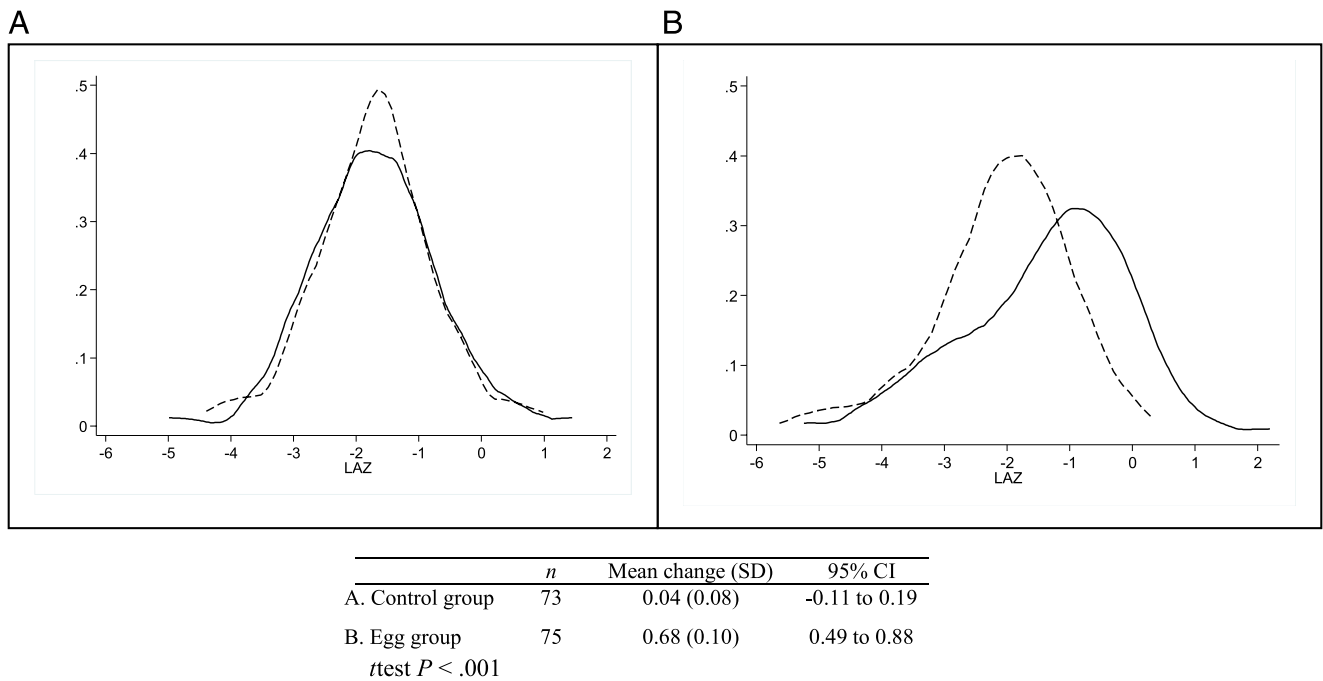 A
B
.5
.4
.3
.2
.1
0
-6 -5 -4 -3 -2 -1 0 1 2
LAZ
.5
.4
.3
.2
.1
0
-6 -5 -4 -3 -2 -1 0 1 2
LAZ
n Mean change (SD) 95% CI
A. Control group 73 0.04 (0.08) -0.11 to 0.19
B. Egg group 75 0.68 (0.10) 0.49 to 0.88
ttest P < .001